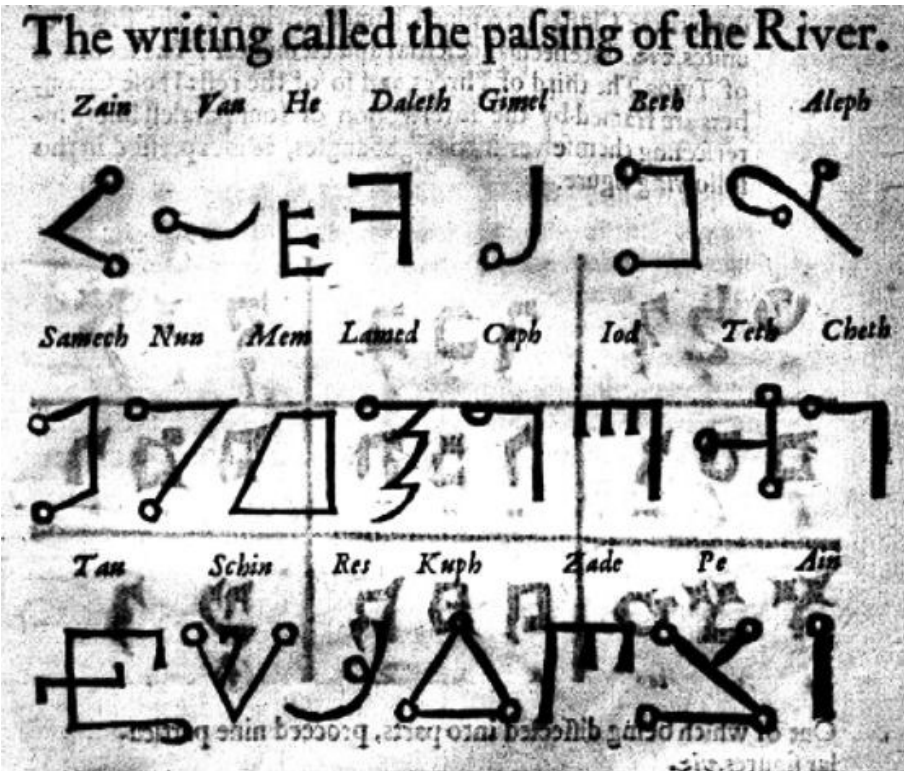 The writing called the paſsing of the River.
Zain Vau He Daleth Gimel Beth Aleph
Samech Nun Mem Lamed Caph Iod Teth Cheth
Tau Schin Res Kuph Zade Pe Ain